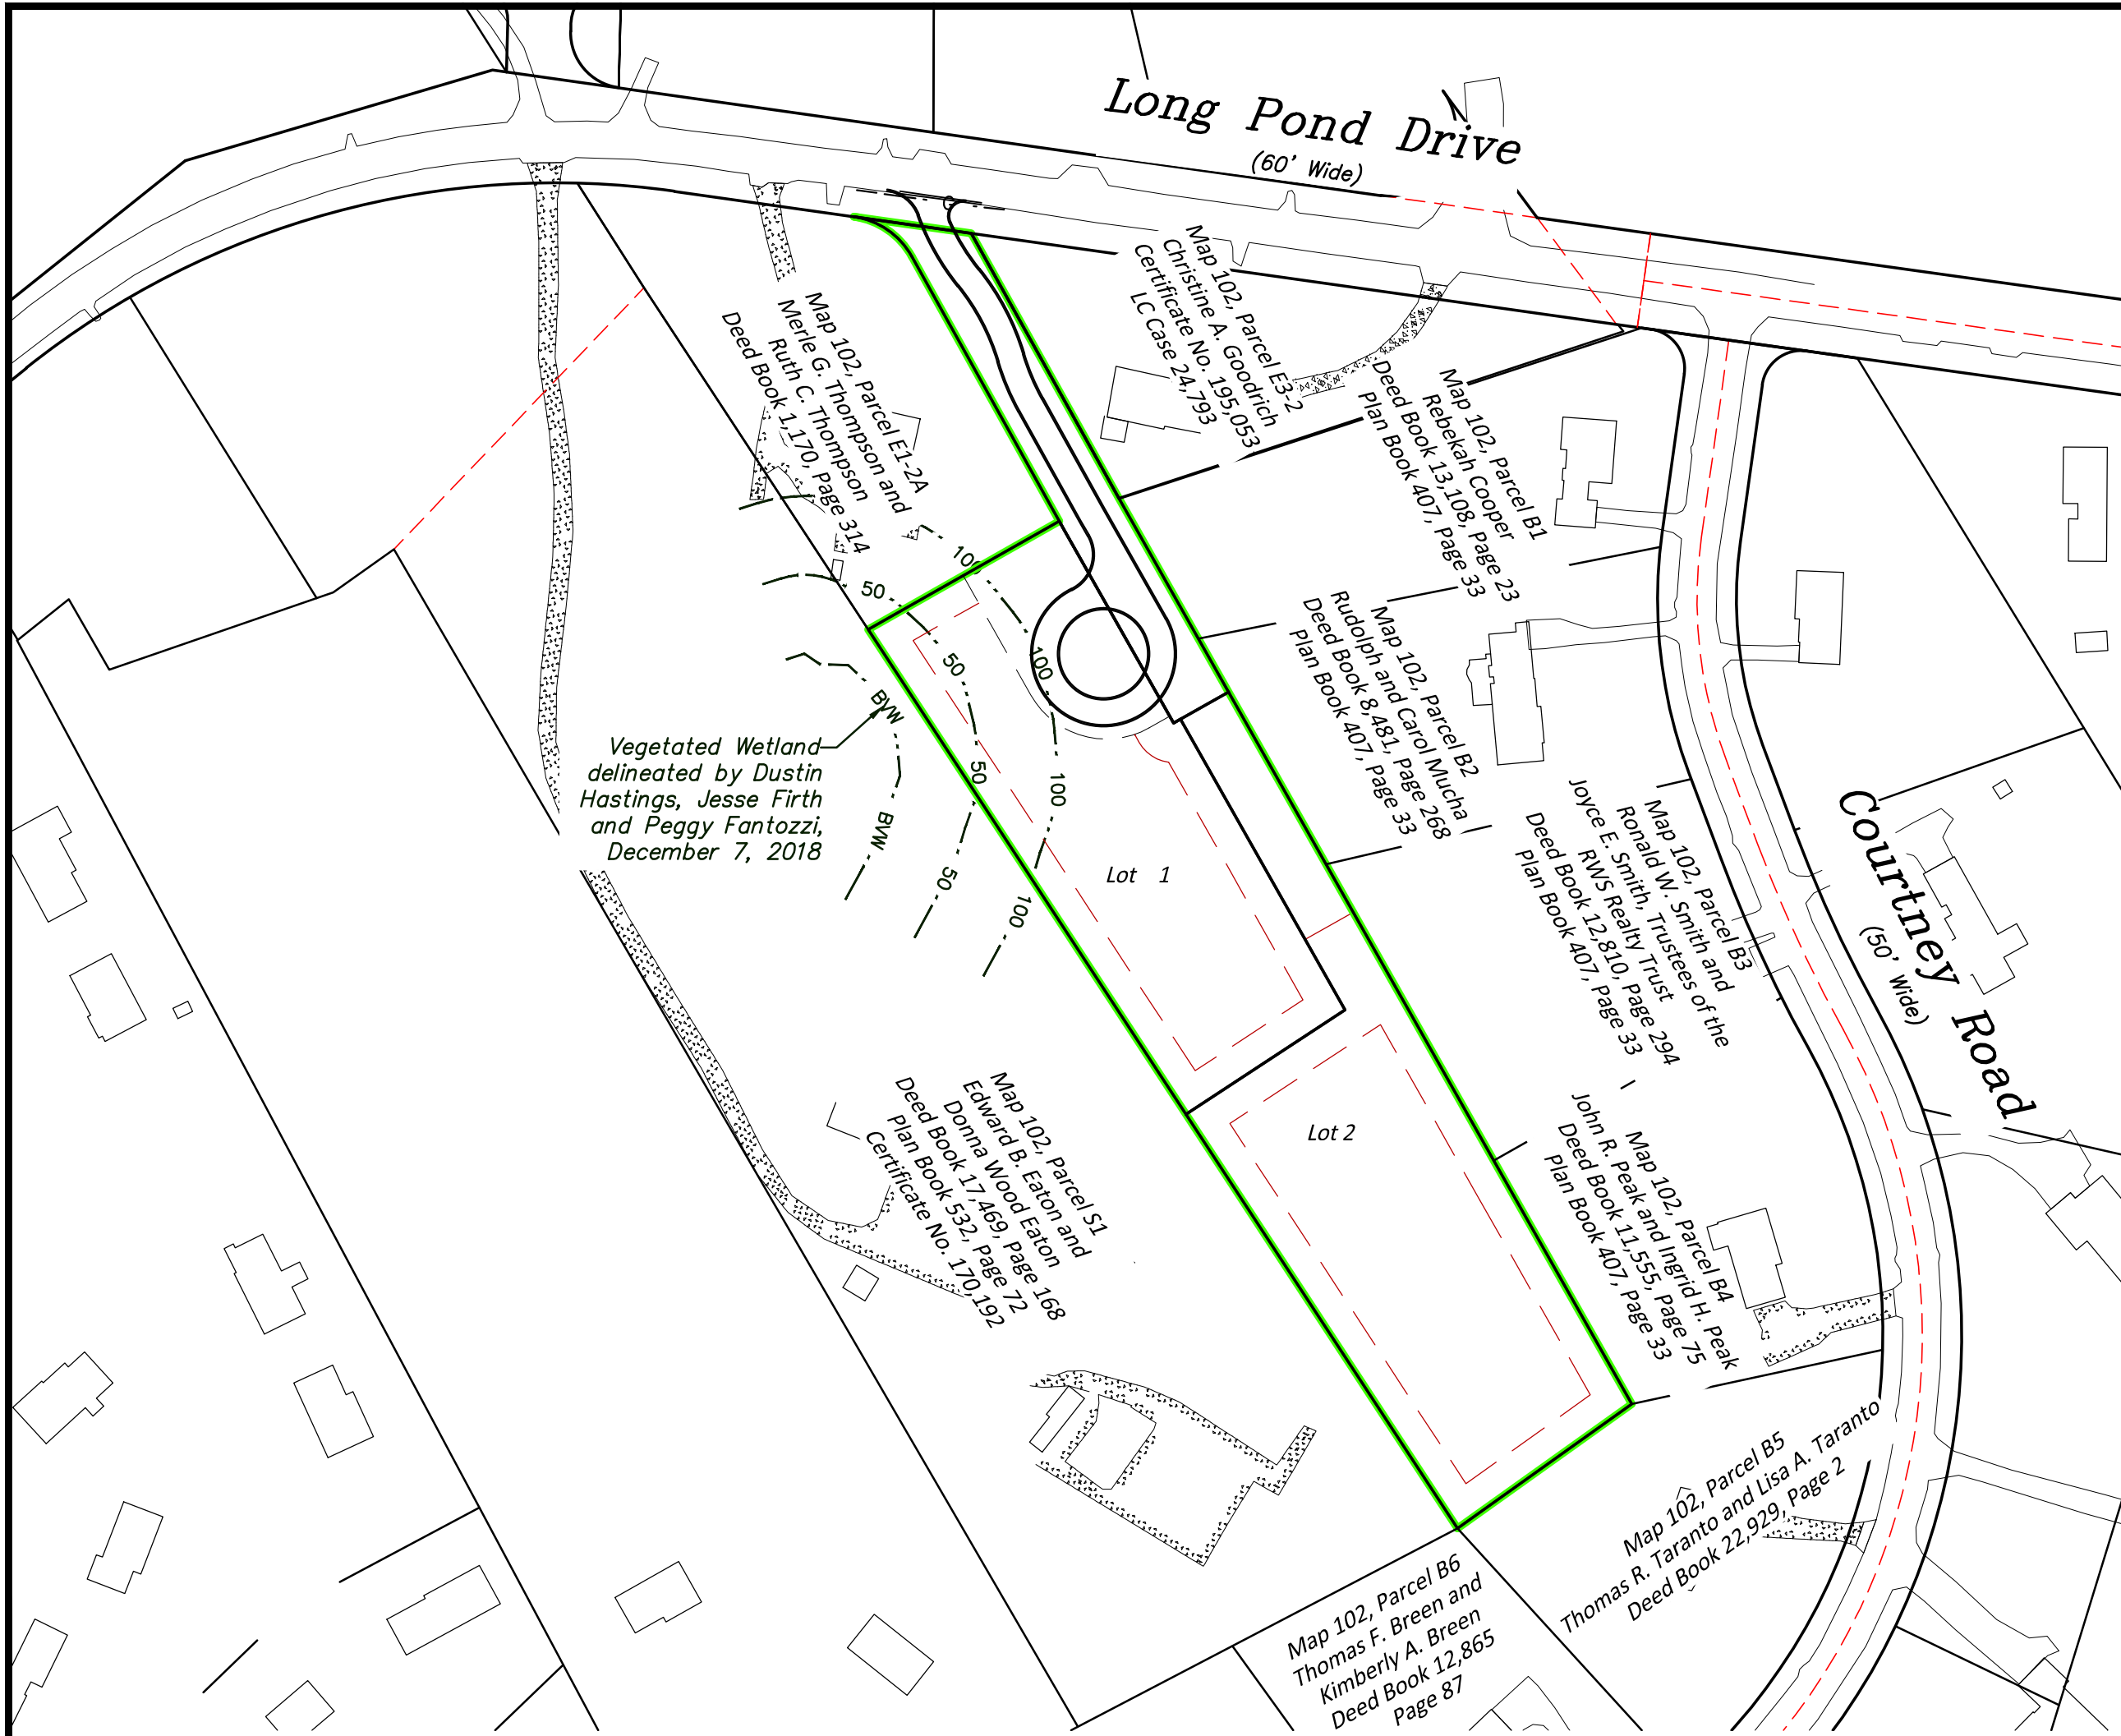 Long Pond Drive
(60' Wide)
G
Map 102, Parcel E3-2
Christine A. Goodrich
Certificate No. 195,053
LC Case 24,793
Map 102, Parcel E1-2A
Merle G. Thompson and
Ruth C. Thompson
Deed Book 1,170, Page 314
Map 102, Parcel B1
Rebekah Cooper
Deed Book 13,108, Page 23
Plan Book 407, Page 33
100
50
Map 102, Parcel B2
Rudolph and Carol Mucha
Deed Book 8,481, Page 268
Plan Book 407, Page 33
50
100
BVW
Vegetated Wetland
delineated by Dustin
Hastings, Jesse Firth
and Peggy Fantozzi,
December 7, 2018
50
100
BVW
50
100
Lot 1
Map 102, Parcel B3
Ronald W. Smith and
Joyce E. Smith, Trustees of the
RWS Realty Trust
Deed Book 12,810, Page 294
Plan Book 407, Page 33
Courtney Road
(50' Wide)
Map 102, Parcel S1
Edward B. Eaton and
Donna Wood Eaton
Deed Book 17,469, Page 168
Plan Book 532, Page 72
Certificate No. 170,192
Lot 2
Map 102, Parcel B4
John R. Peak and Ingrid H. Peak
Deed Book 11,555, Page 75
Plan Book 407, Page 33
Map 102, Parcel B5
Thomas R. Taranto and Lisa A. Taranto
Deed Book 22,929, Page 2
Map 102, Parcel B6
Thomas F. Breen and
Kimberly A. Breen
Deed Book 12,865
Page 87